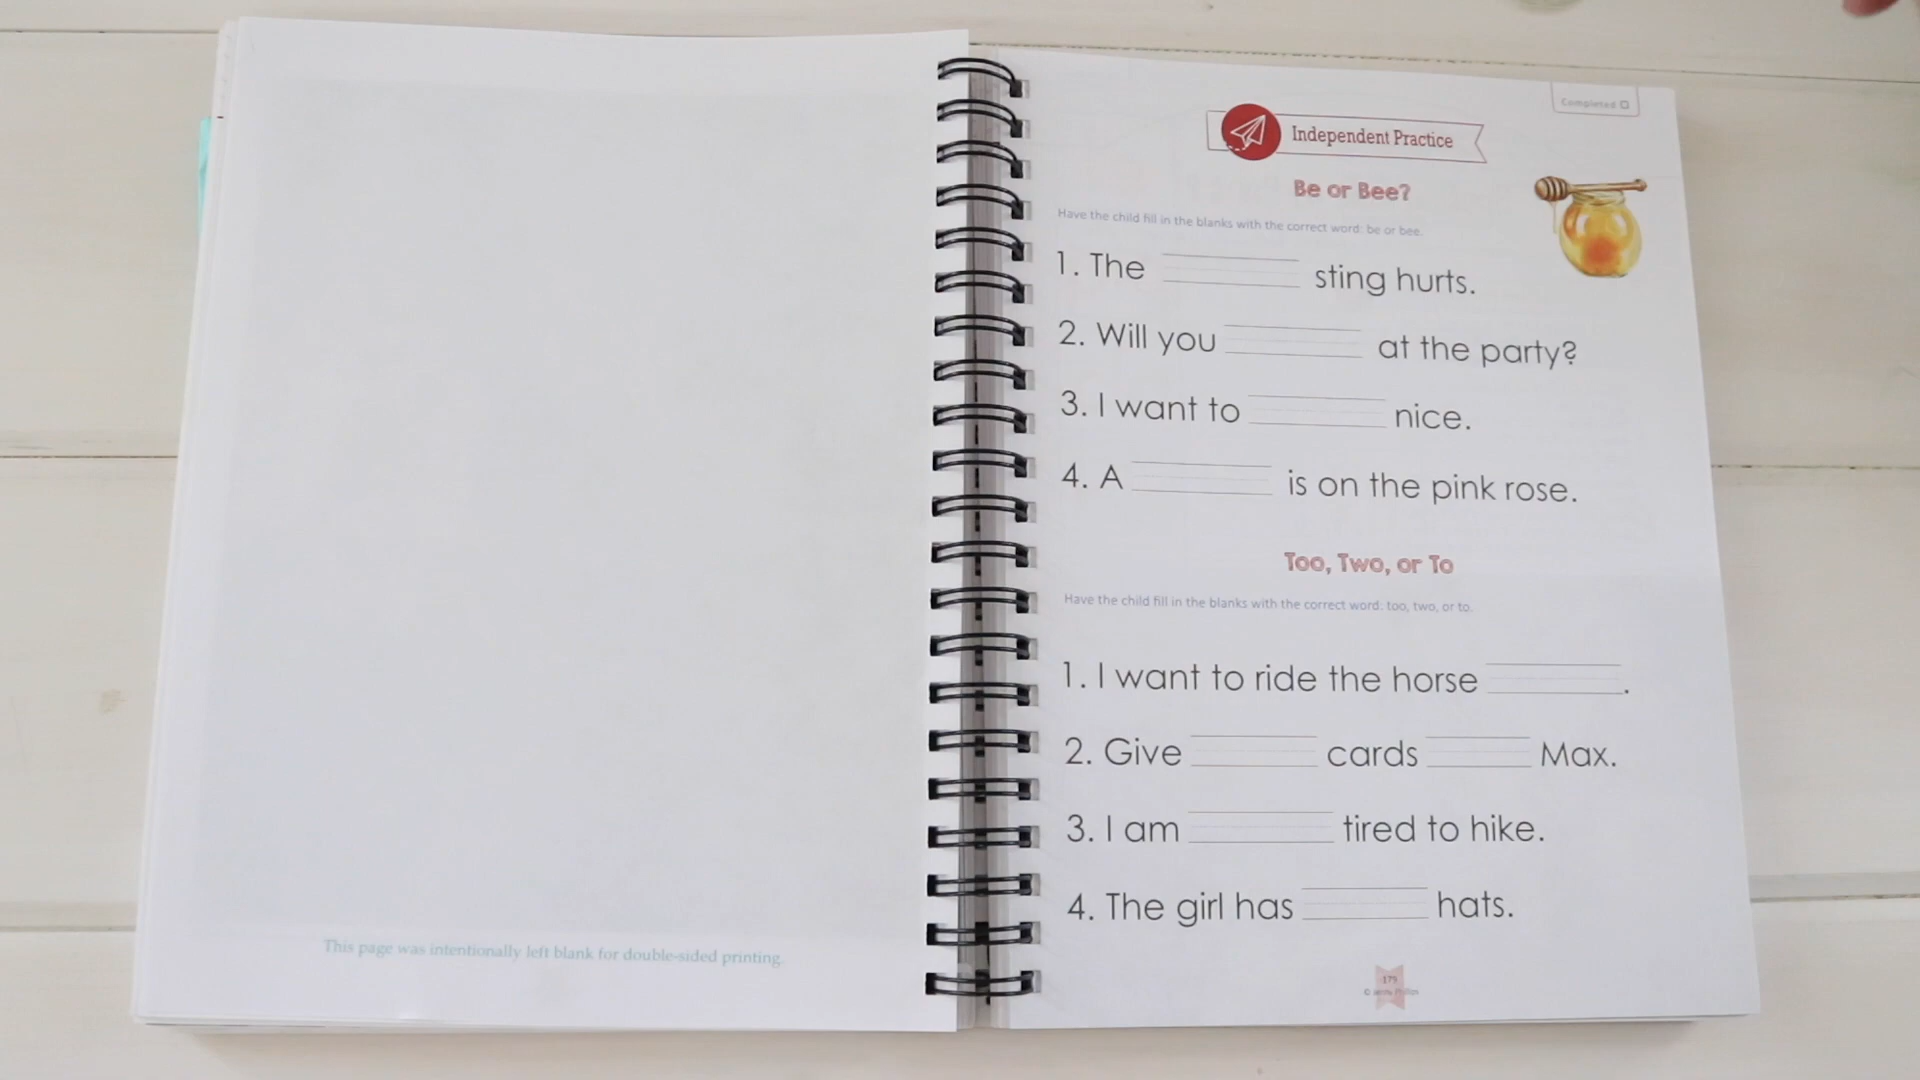 This page was intentionally left blank for double-sided printing.
Completed
Independent Practice
Be or Bee?
Have the child fill in the blanks with the correct word: be or bee.
1. The sting hurts.
2. Will you at the party?
3. I want to nice.
4. A is on the pink rose.
Too, Two, or To
Have the child fill in the blanks with the correct word: too, two, or to.
1. I want to ride the horse .
2. Give cards Max.
3. I am tired to hike.
4. The girl has hats.
175
© Jenny Phillips